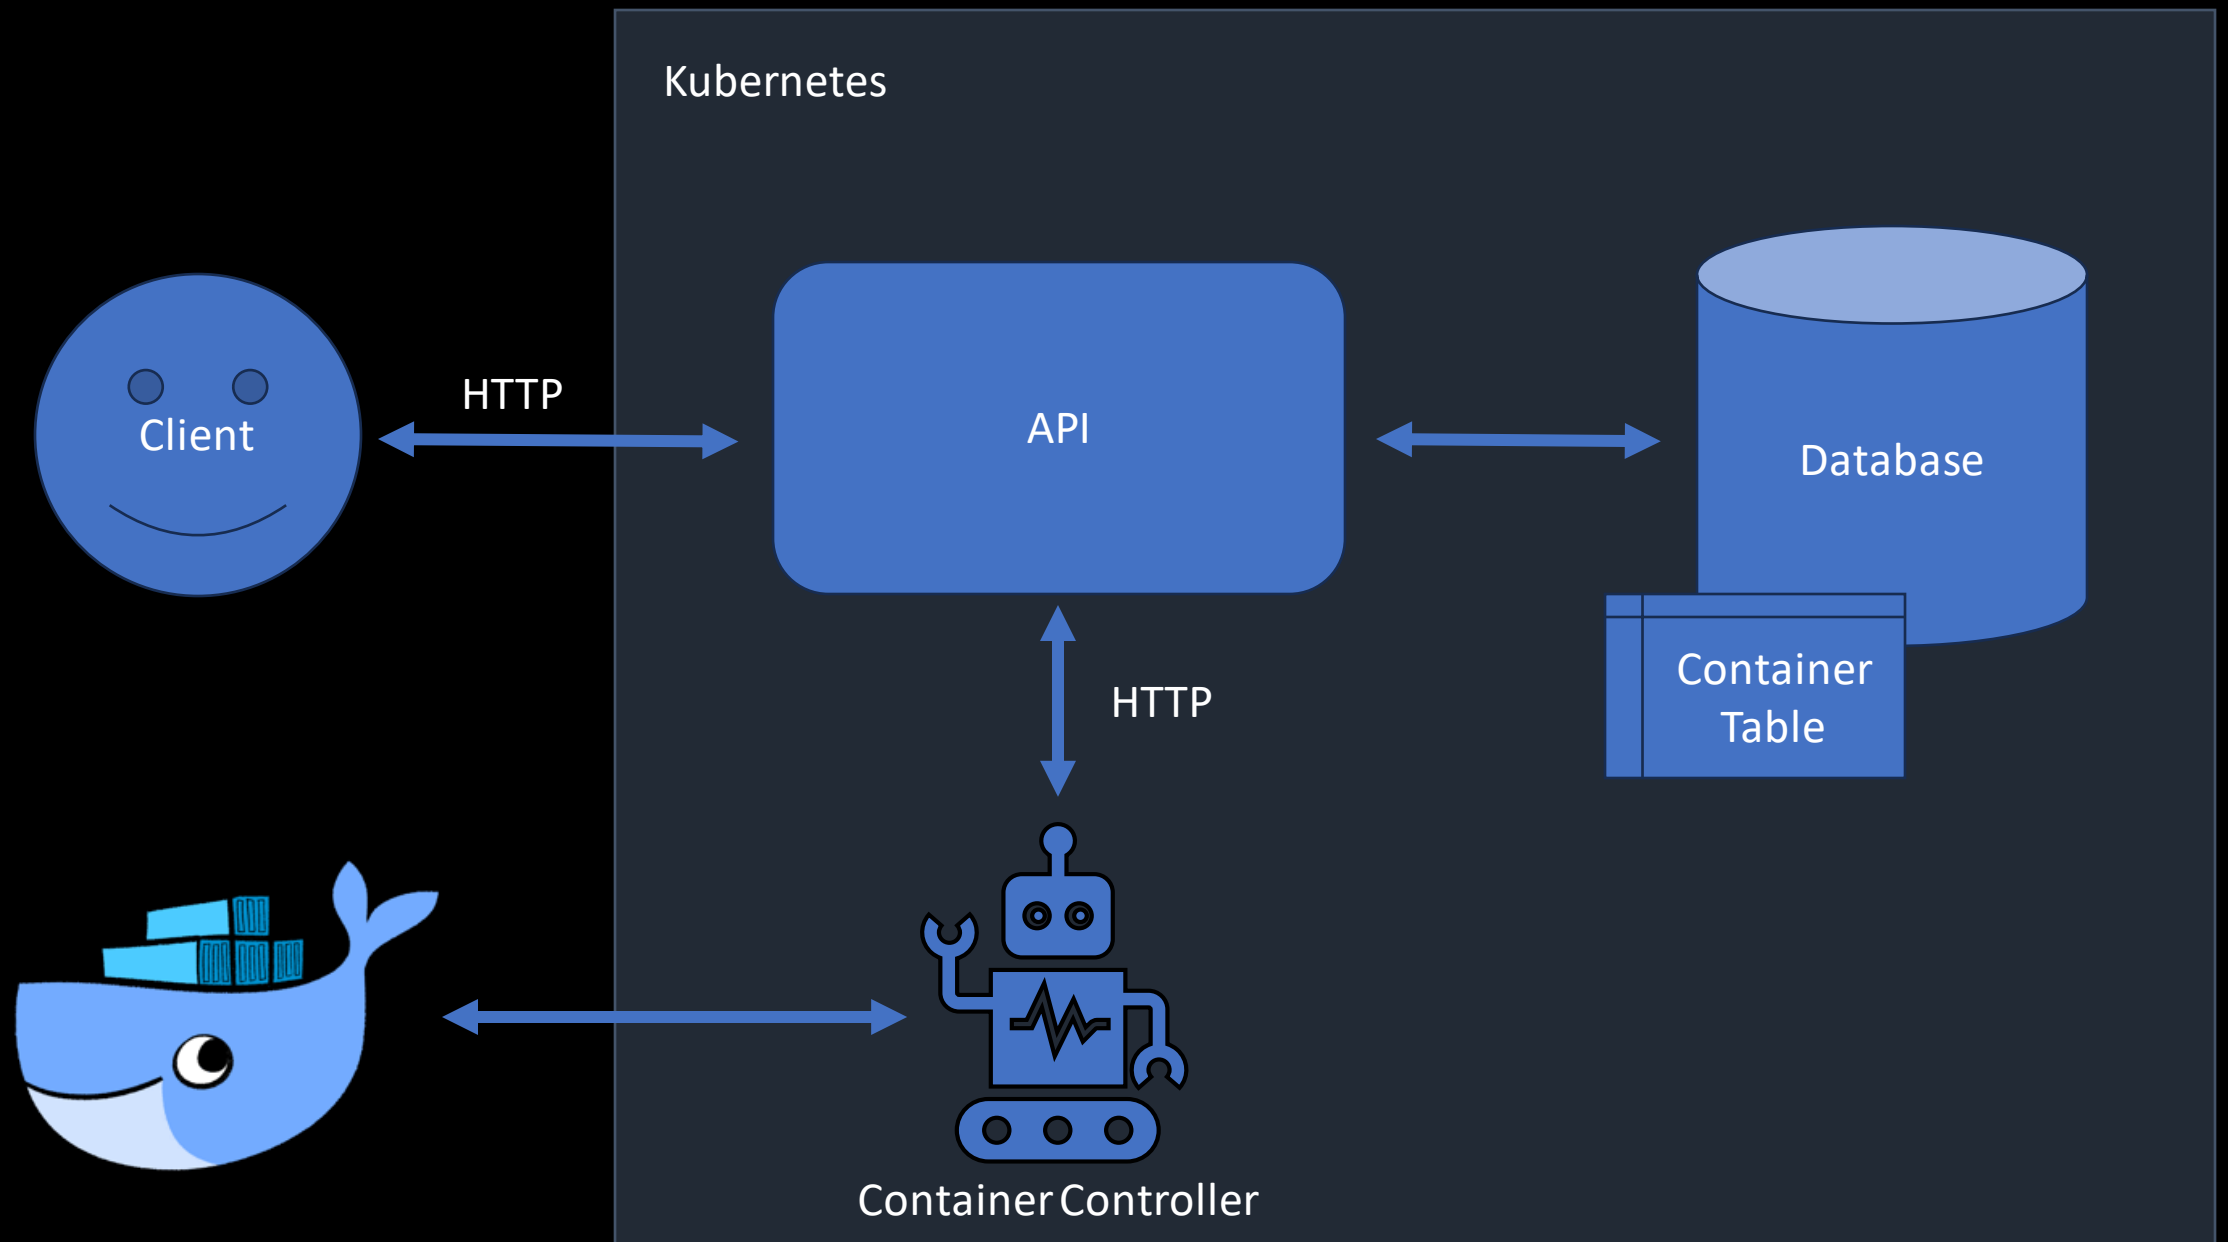 Kubernetes
Client
HTTP
API
Database
Container
Table
HTTP
Container Controller